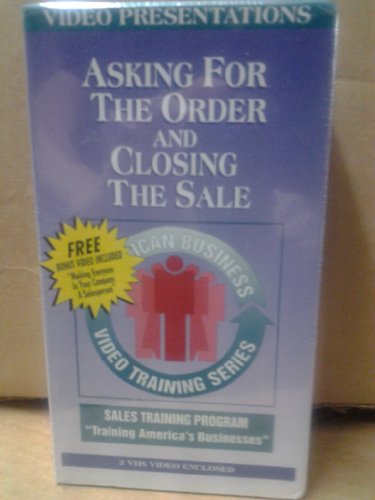 VIDEO PRESENTATIONS
ASKING FOR
THE ORDER
AND
CLOSING
THE SALE
FREE
BONUS VIDEO INCLUDED
"Making Everyone
In Your Company
A Salesperson
ICAN BUSINESS
VIDEO TRAINING SERIES
SALES TRAINING PROGRAM
"Training America's Businesses"
2 VHS VIDEO ENCLOSED